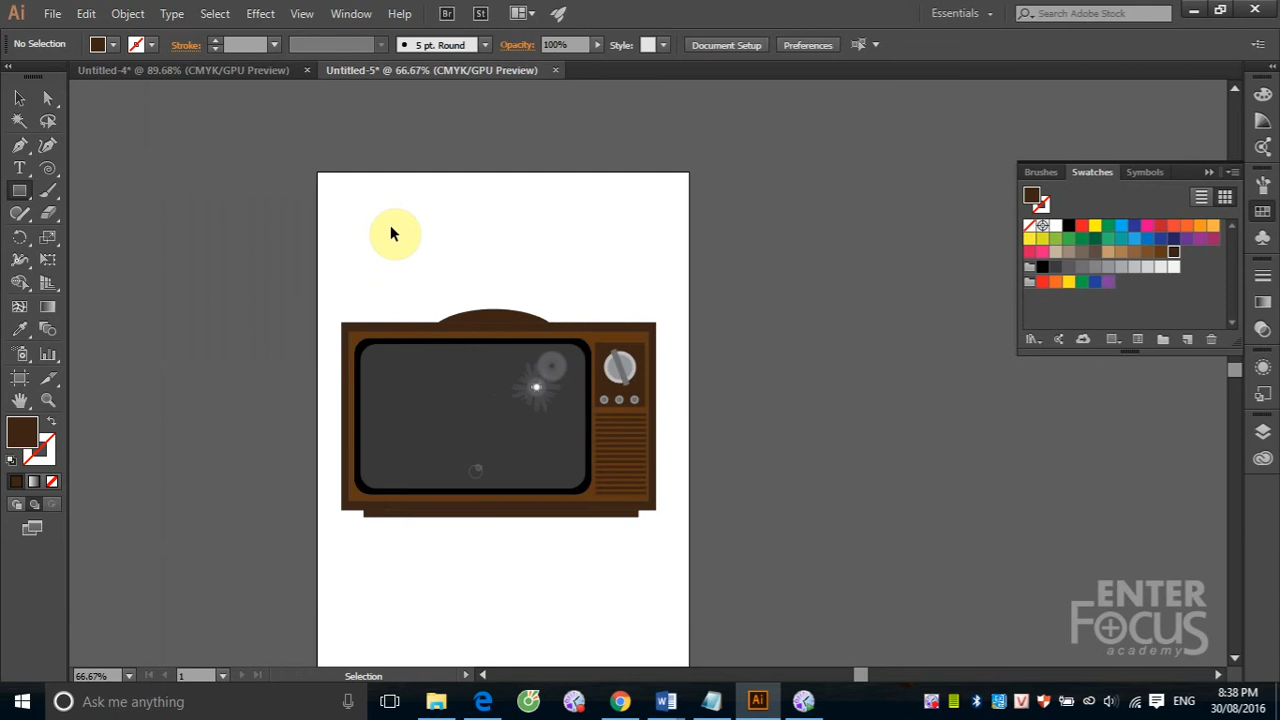 Ai File Edit Object Type Select Effect View Window Help Br St Essentials Search Adobe Stock
No Selection Stroke: 5 pt. Round Opacity: 100% Style: Document Setup Preferences
Untitled-4* @ 89.68% (CMYK/GPU Preview) × Untitled-5* @ 66.67% (CMYK/GPU Preview) ×
Brushes Swatches Symbols
ENTER
FOCUS
academy
66.67% 1 Selection
Ask me anything Ai ENG 8:38 PM
30/08/2016